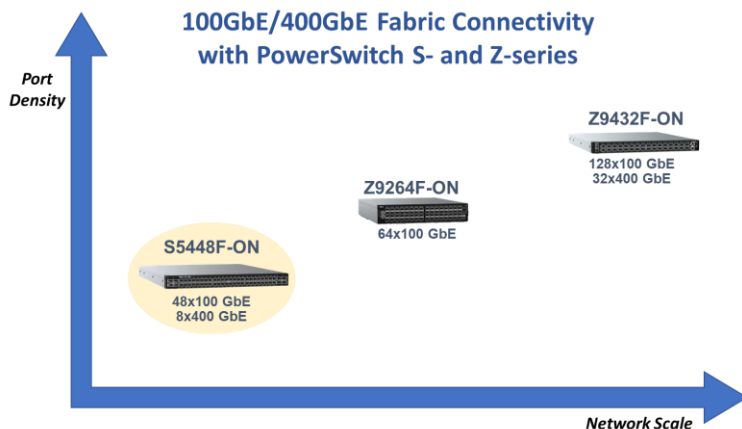 100GbE/400GbE Fabric Connectivity
with PowerSwitch S- and Z-series
Port
Density
Z9432F-ON
128x100 GbE
32x400 GbE
Z9264F-ON
64x100 GbE
S5448F-ON
48x100 GbE
8x400 GbE
Network Scale